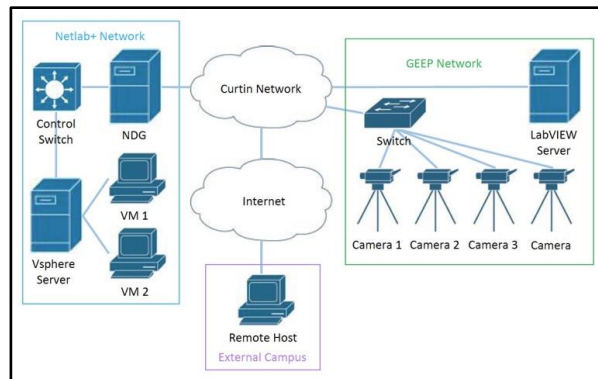 Netlab+ Network
Control
Switch
NDG
Vsphere
Server
VM 1
VM 2
Curtin Network
Internet
Remote Host
External Campus
GEEP Network
Switch
LabVIEW
Server
Camera 1
Camera 2
Camera 3
Camera